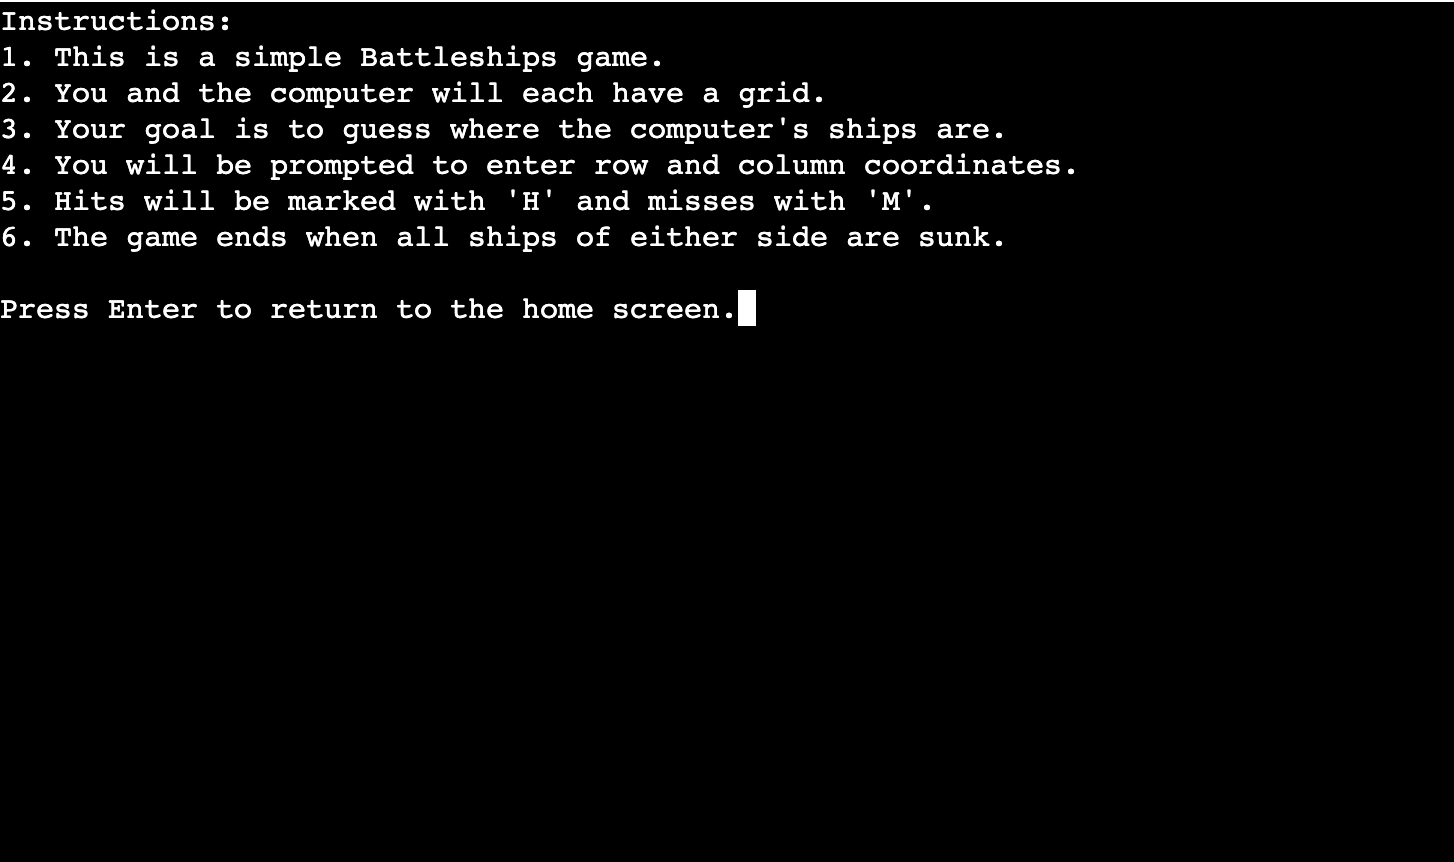 Instructions:
1. This is a simple Battleships game.
2. You and the computer will each have a grid.
3. Your goal is to guess where the computer's ships are.
4. You will be prompted to enter row and column coordinates.
5. Hits will be marked with 'H' and misses with 'M'.
6. The game ends when all ships of either side are sunk.
Press Enter to return to the home screen.